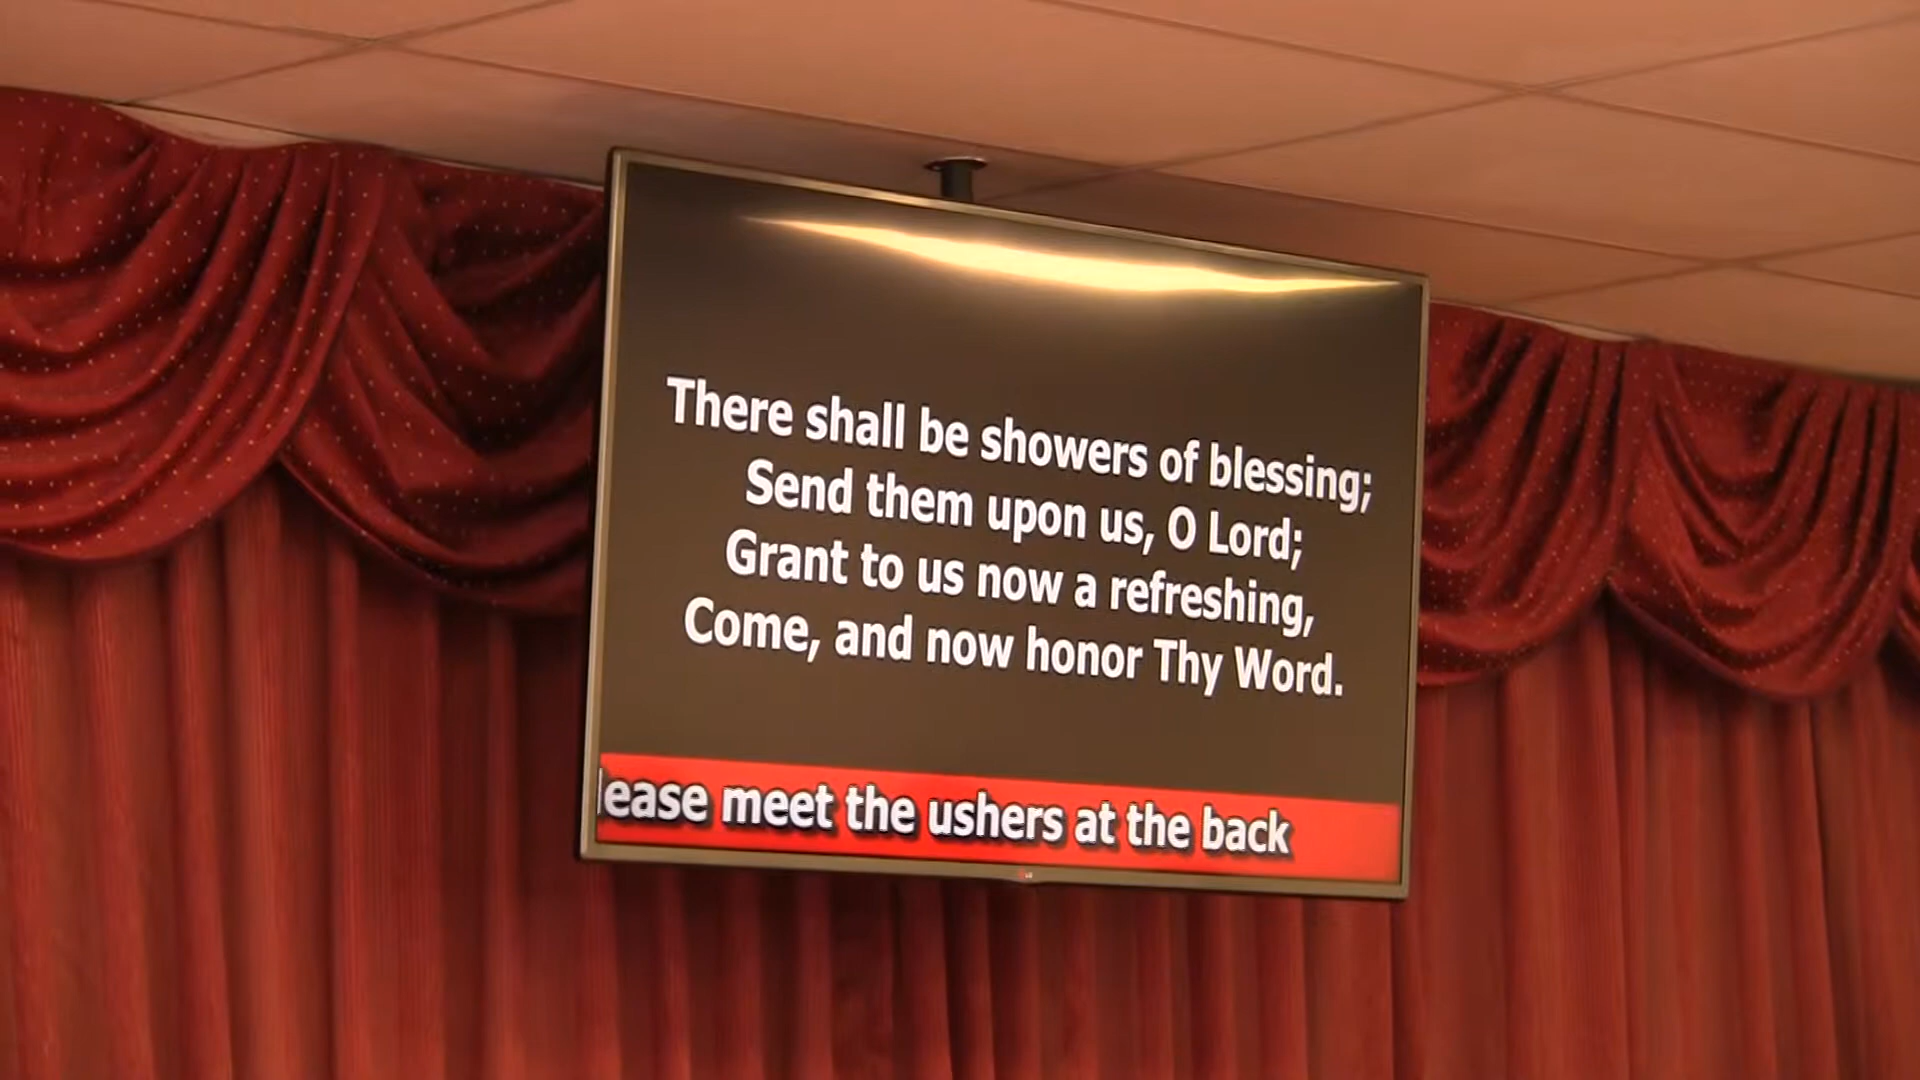 There shall be showers of blessing;
Send them upon us, O Lord;
Grant to us now a refreshing,
Come, and now honor Thy Word.
lease meet the ushers at the back